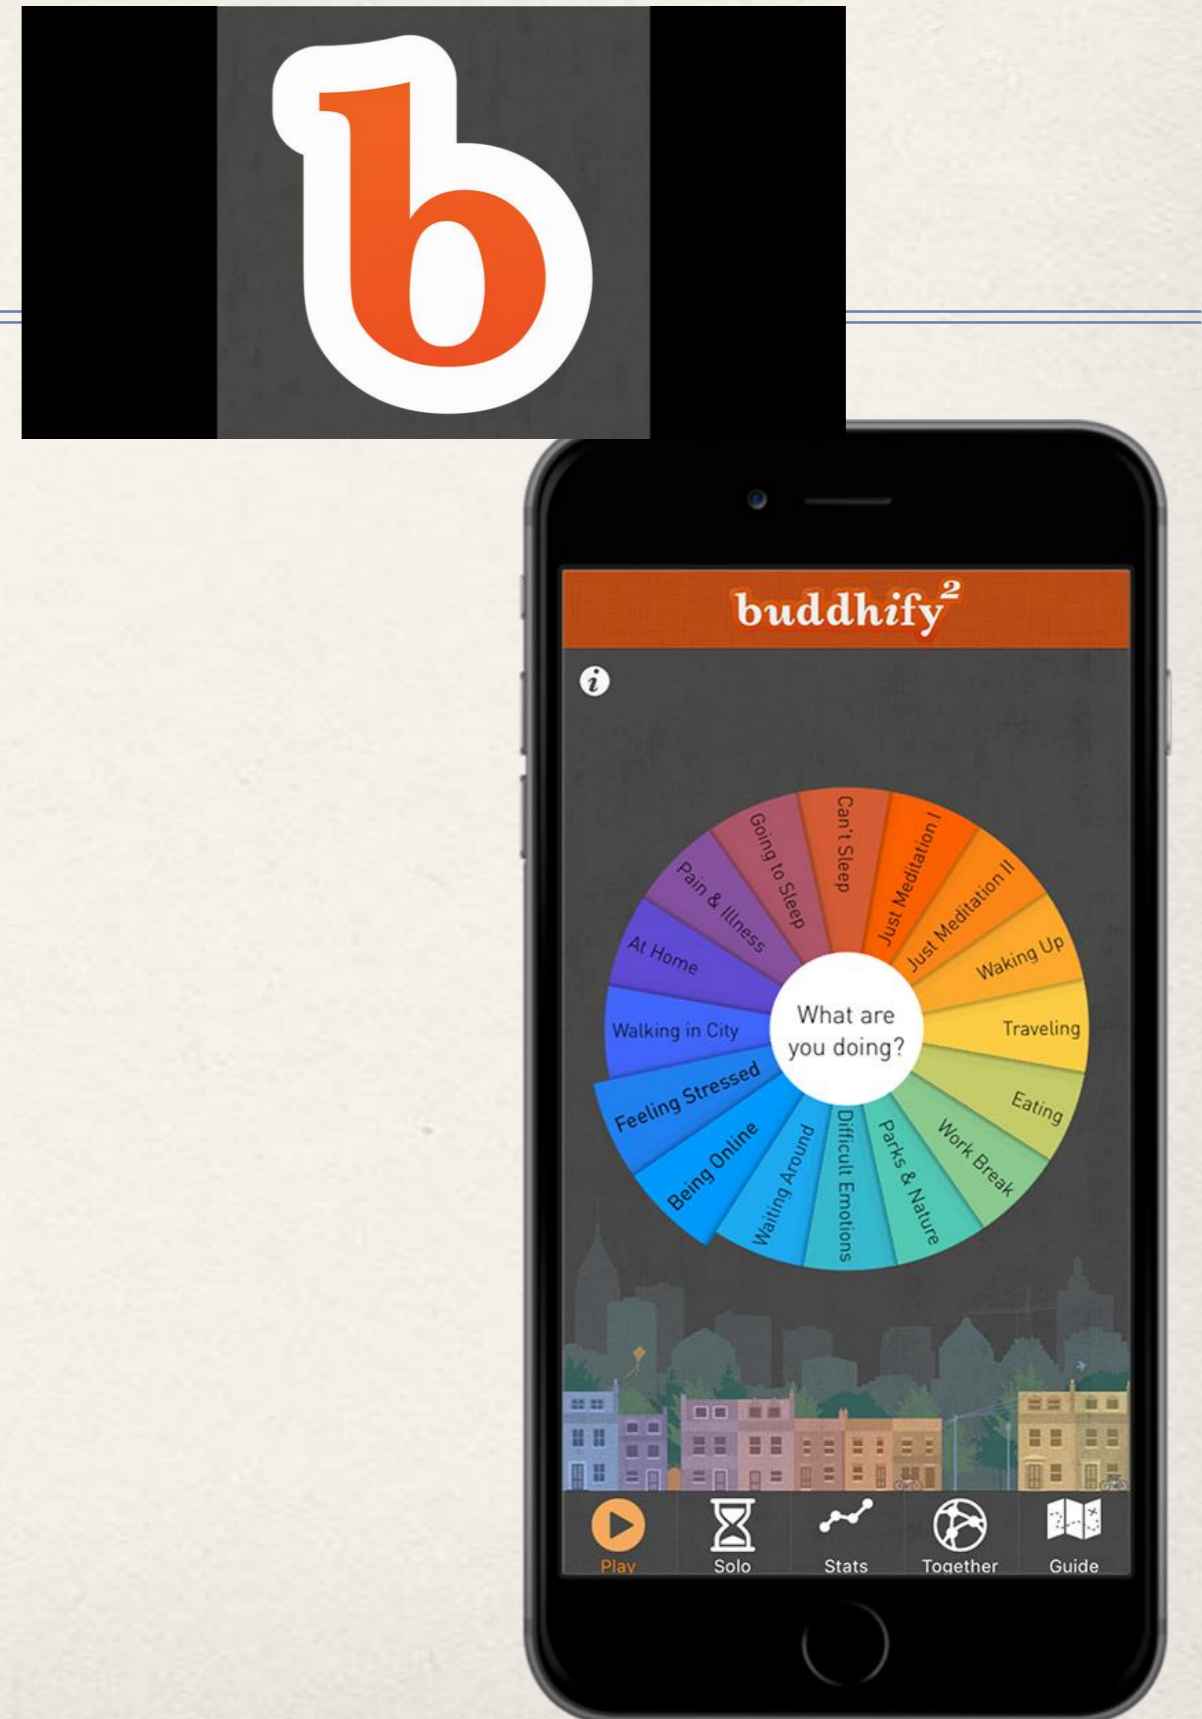 b
buddhify2
i
Can't Sleep
Just Meditation I
Just Meditation II
Waking Up
Traveling
Eating
Work Break
Parks & Nature
Difficult Emotions
Waiting Around
Being Online
Feeling Stressed
Walking in City
At Home
Pain & Illness
Going to Sleep
What are
you doing?
Play
Solo
Stats
Together
Guide